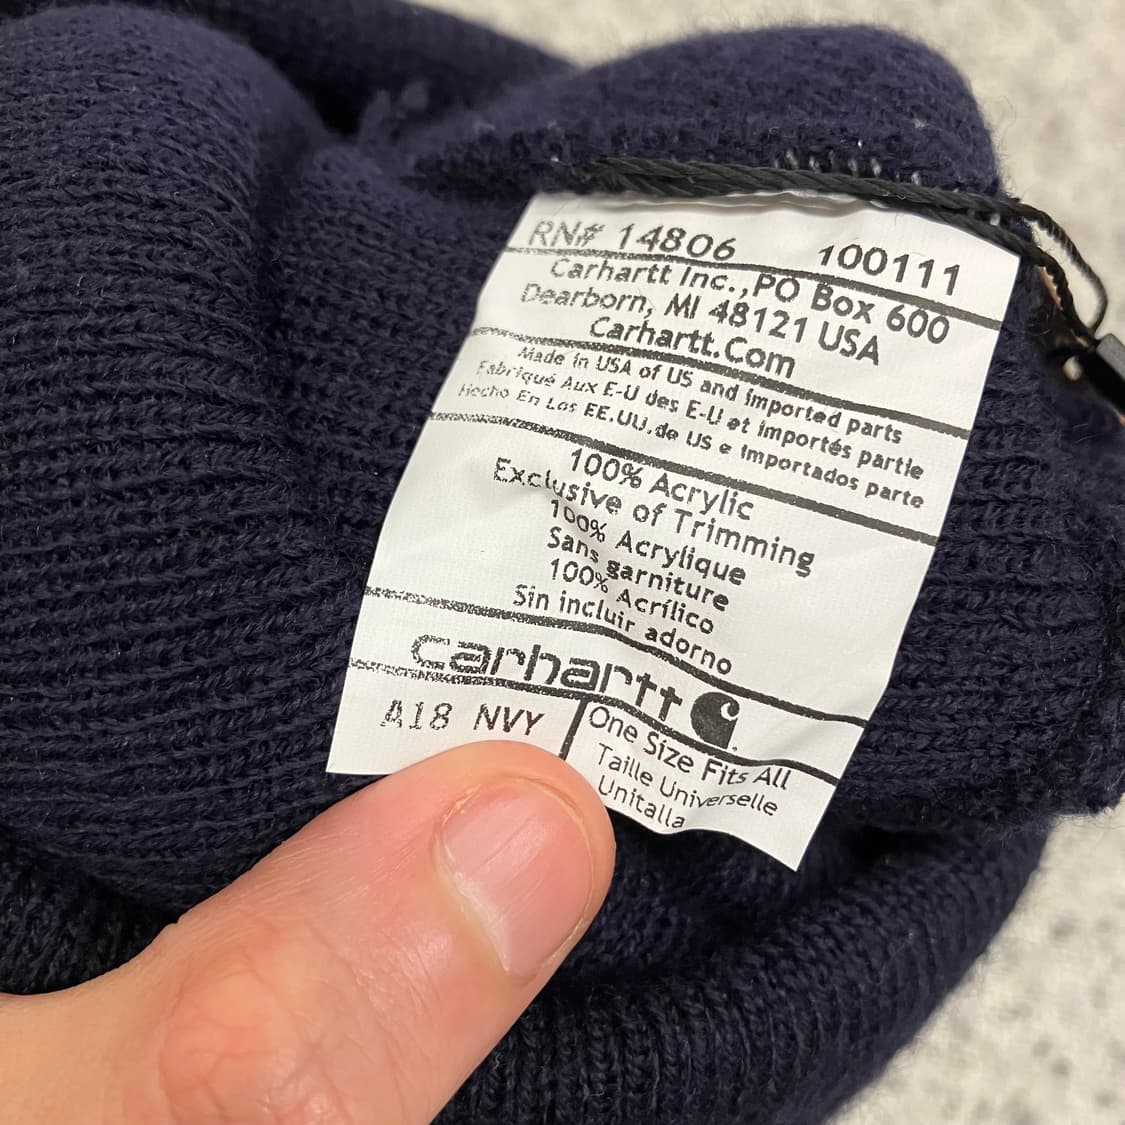 RN# 14806 100111
Carhartt Inc., PO Box 600
Dearborn, MI 48121 USA
Carhartt.Com
Made in USA of US and imported parts
Fabriqué Aux E-U des E-U et importés partie
Hecho En Los EE.UU. de US e Importados parte
100% Acrylic
Exclusive of Trimming
100% Acrylique
Sans garniture
100% Acrílico
Sin incluir adorno
carhartt
A18 NVY
One Size Fits All
Taille Universelle
Unitalla